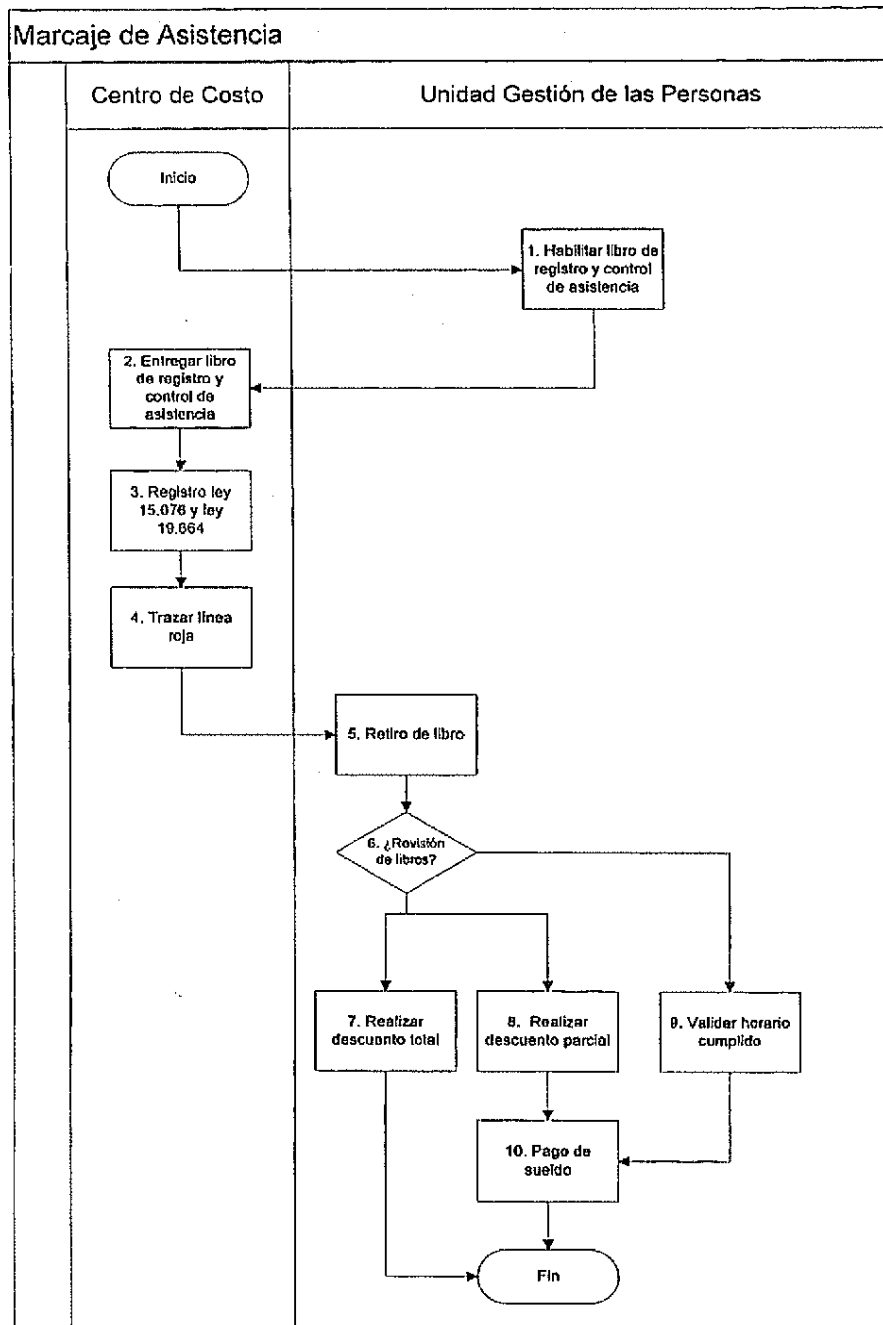 Marcaje de Asistencia
Centro de Costo
Unidad Gestión de las Personas
Inicio
1. Habilitar libro de
registro y control
de asistencia
2. Entregar libro
de registro y
control de
asistencia
3. Registro ley
15.076 y ley
19.664
4. Trazar línea
roja
5. Retiro de libro
6. ¿Revisión
de libros?
7. Realizar
descuento total
8. Realizar
descuento parcial
9. Validar horario
cumplido
10. Pago de
sueldo
Fin